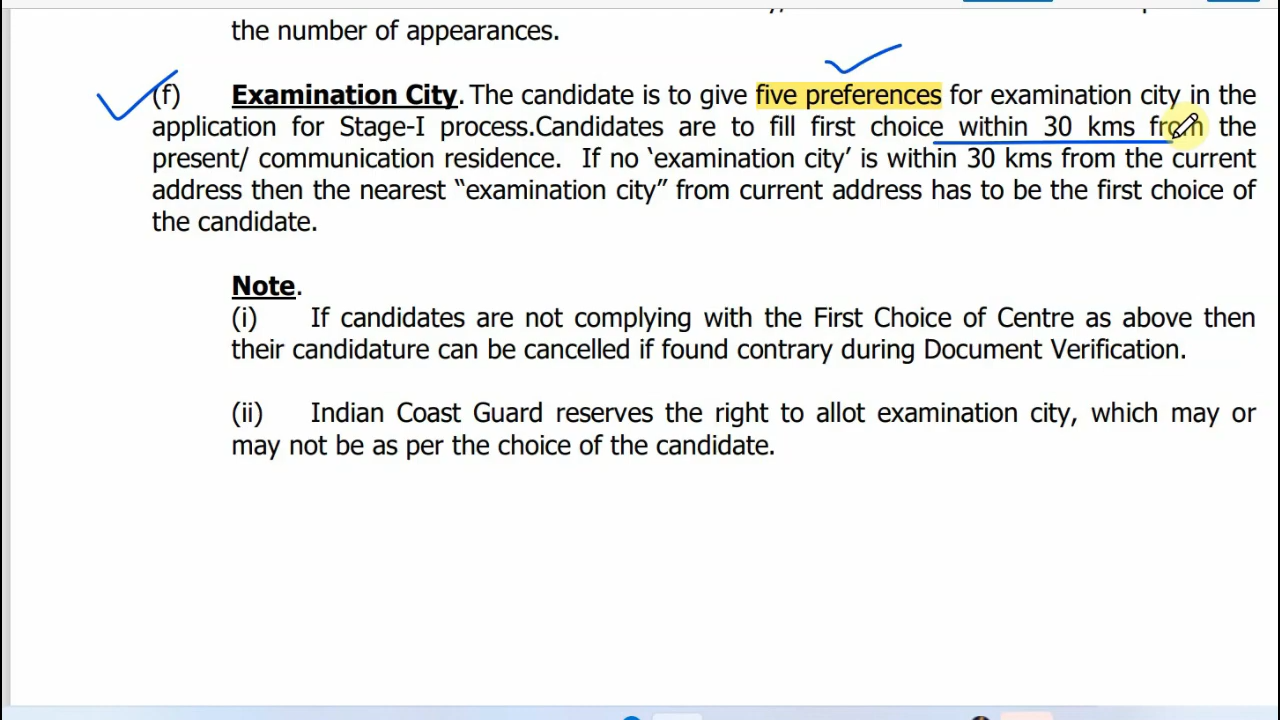 the number of appearances.
(f) Examination City. The candidate is to give five preferences for examination city in the
application for Stage-I process.Candidates are to fill first choice within 30 kms from the
present/ communication residence. If no ‘examination city’ is within 30 kms from the current
address then the nearest “examination city” from current address has to be the first choice of
the candidate.
Note.
(i) If candidates are not complying with the First Choice of Centre as above then
their candidature can be cancelled if found contrary during Document Verification.
(ii) Indian Coast Guard reserves the right to allot examination city, which may or
may not be as per the choice of the candidate.